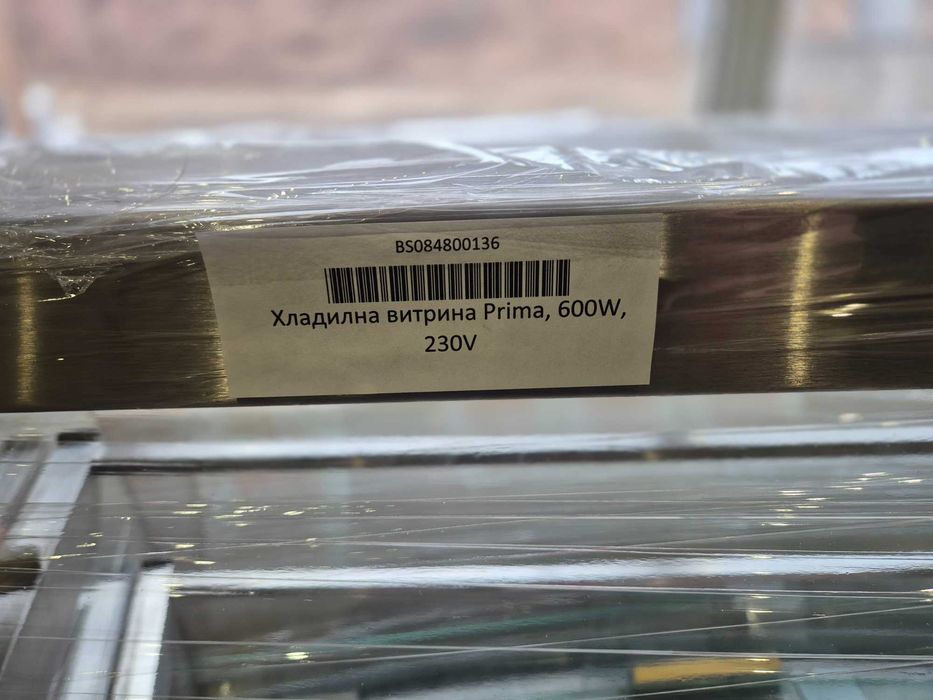 BS084800136
Хладилна витрина Prima, 600W,
230V